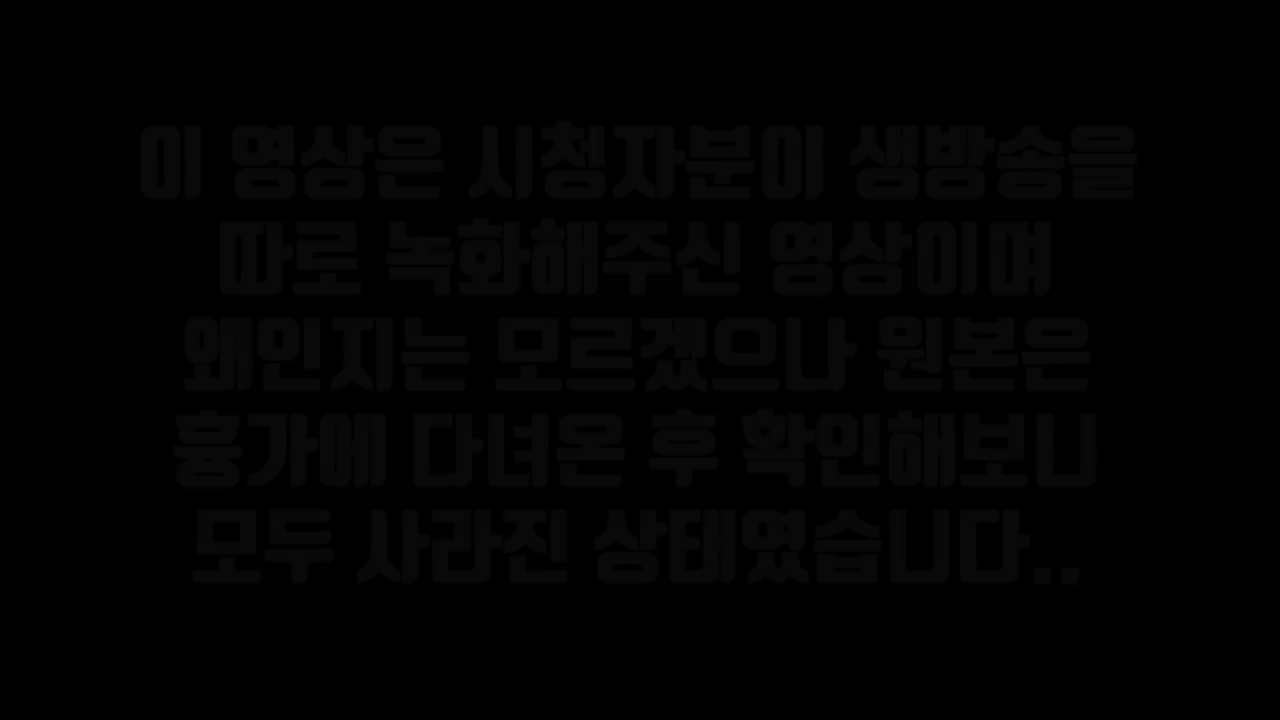 이 영상은 시청자분이 생방송을
따로 녹화해주신 영상이며
왜인지는 모르겠으나 원본은
흉가에 다녀온 후 확인해보니
모두 사라진 상태였습니다..